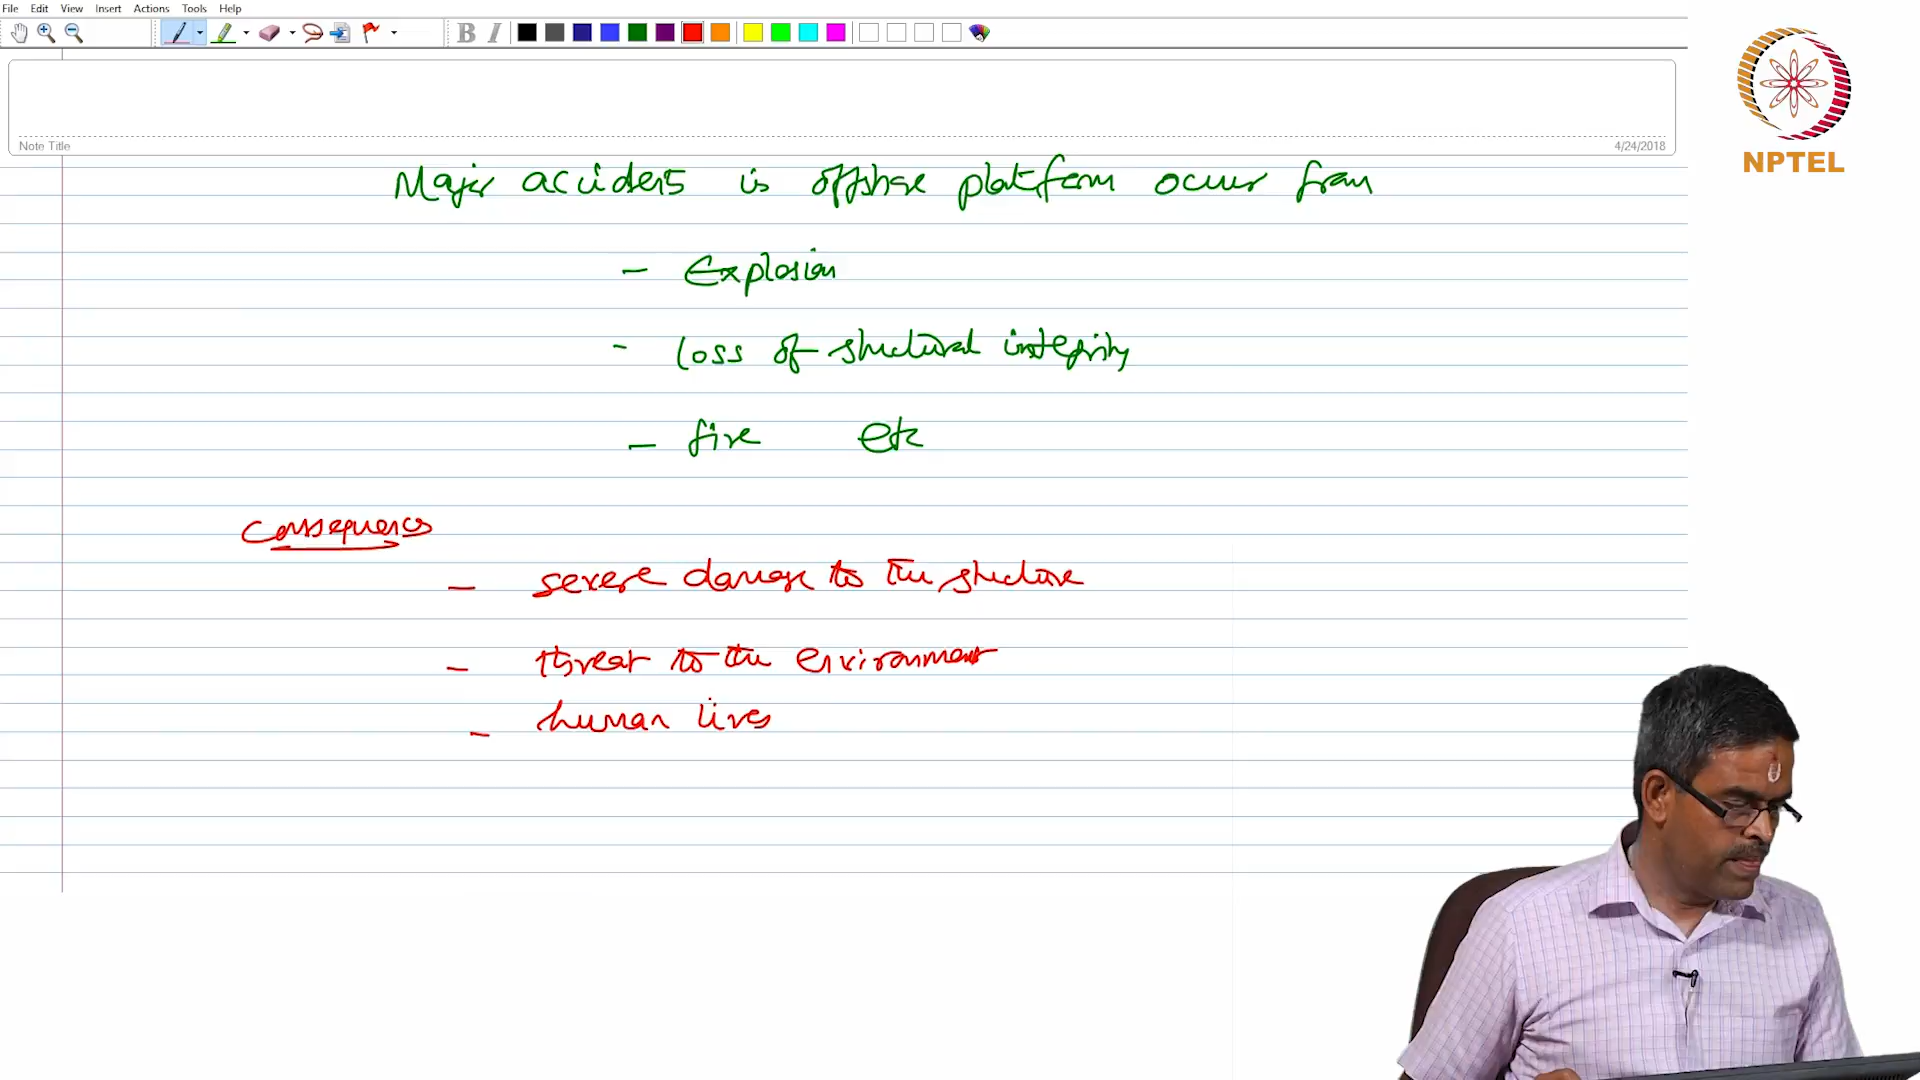 File Edit View Insert Actions Tools Help
B I
Note Title
4/24/2018
NPTEL
Major accidents in offshore platform occur from
- Explosion
- loss of structural integrity
- fire etc
Consequences
- severe damage to the structure
- threat to the environment
- human lives